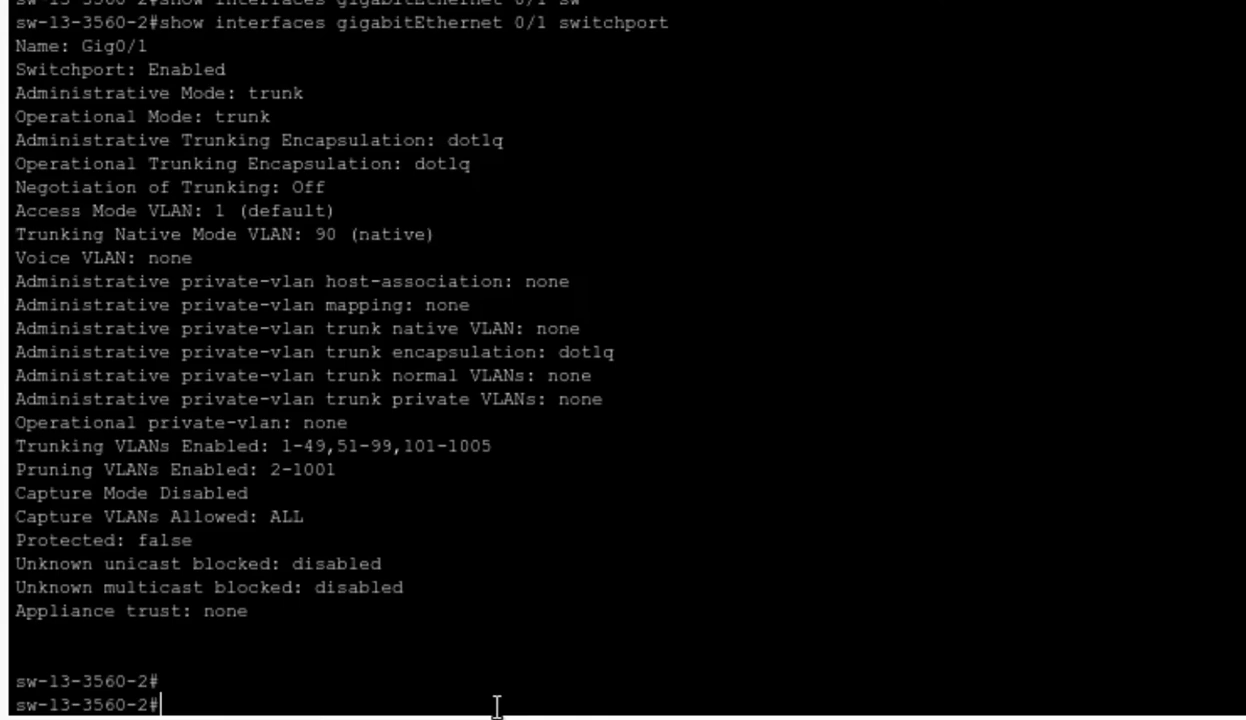 sw-13-3560-2#show interfaces gigabitEthernet 0/1 sw
sw-13-3560-2#show interfaces gigabitEthernet 0/1 switchport
Name: Gig0/1
Switchport: Enabled
Administrative Mode: trunk
Operational Mode: trunk
Administrative Trunking Encapsulation: dot1q
Operational Trunking Encapsulation: dot1q
Negotiation of Trunking: Off
Access Mode VLAN: 1 (default)
Trunking Native Mode VLAN: 90 (native)
Voice VLAN: none
Administrative private-vlan host-association: none
Administrative private-vlan mapping: none
Administrative private-vlan trunk native VLAN: none
Administrative private-vlan trunk encapsulation: dot1q
Administrative private-vlan trunk normal VLANs: none
Administrative private-vlan trunk private VLANs: none
Operational private-vlan: none
Trunking VLANs Enabled: 1-49,51-99,101-1005
Pruning VLANs Enabled: 2-1001
Capture Mode Disabled
Capture VLANs Allowed: ALL
Protected: false
Unknown unicast blocked: disabled
Unknown multicast blocked: disabled
Appliance trust: none
sw-13-3560-2#
sw-13-3560-2#